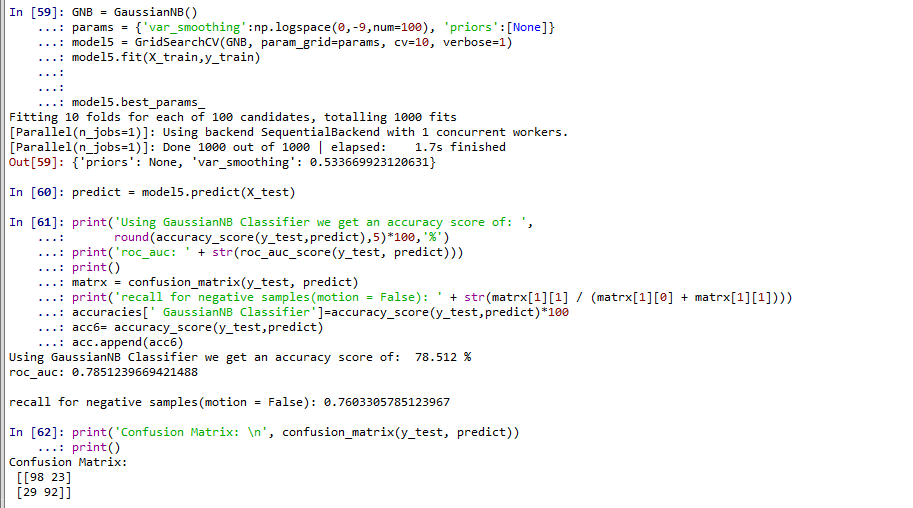 In [59]: GNB = GaussianNB()
    ...: params = {'var_smoothing':np.logspace(0,-9,num=100), 'priors':[None]}
    ...: model5 = GridSearchCV(GNB, param_grid=params, cv=10, verbose=1)
    ...: model5.fit(X_train,y_train)
    ...:
    ...:
    ...: model5.best_params_
Fitting 10 folds for each of 100 candidates, totalling 1000 fits
[Parallel(n_jobs=1)]: Using backend SequentialBackend with 1 concurrent workers.
[Parallel(n_jobs=1)]: Done 1000 out of 1000 | elapsed:    1.7s finished
Out[59]: {'priors': None, 'var_smoothing': 0.533669923120631}

In [60]: predict = model5.predict(X_test)

In [61]: print('Using GaussianNB Classifier we get an accuracy score of: ',
    ...:       round(accuracy_score(y_test,predict),5)*100,'%')
    ...: print('roc_auc: ' + str(roc_auc_score(y_test, predict)))
    ...: print()
    ...: matrx = confusion_matrix(y_test, predict)
    ...: print('recall for negative samples(motion = False): ' + str(matrx[1][1] / (matrx[1][0] + matrx[1][1])))
    ...: accuracies[' GaussianNB Classifier']=accuracy_score(y_test,predict)*100
    ...: acc6= accuracy_score(y_test,predict)
    ...: acc.append(acc6)
Using GaussianNB Classifier we get an accuracy score of:  78.512 %
roc_auc: 0.7851239669421488

recall for negative samples(motion = False): 0.7603305785123967

In [62]: print('Confusion Matrix: \n', confusion_matrix(y_test, predict))
    ...: print()
Confusion Matrix:
 [[98 23]
 [29 92]]